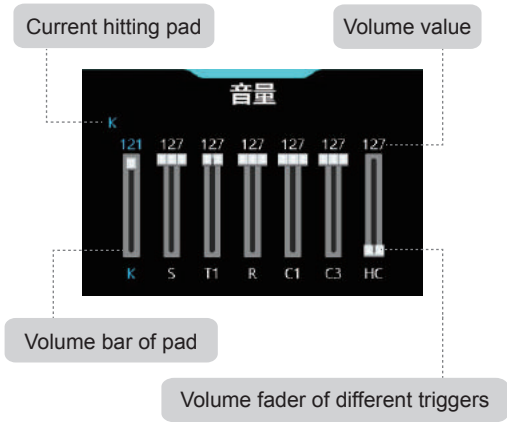 Current hitting pad
Volume value
音量
K
121 127 127 127 127 127 127
K S T1 R C1 C3 HC
Volume bar of pad
Volume fader of different triggers